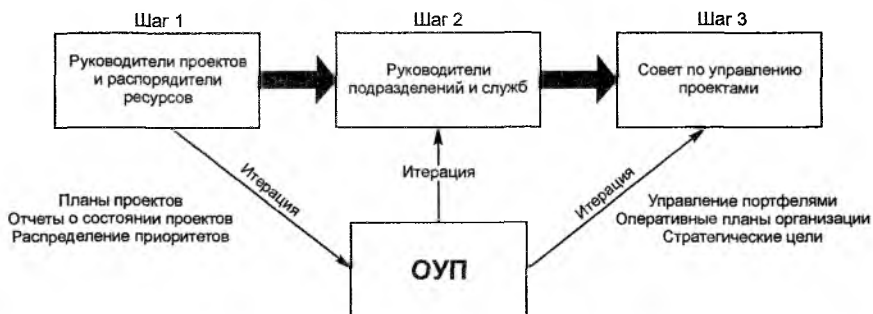 Шаг 1
Шаг 2
Шаг 3
Руководители проектов
и распорядители
ресурсов
Руководители
подразделений и служб
Совет по управлению
проектами
Итерация
Итерация
Итерация
Планы проектов
Отчеты о состоянии проектов
Распределение приоритетов
Управление портфелями
Оперативные планы организации
Стратегические цели
ОУП